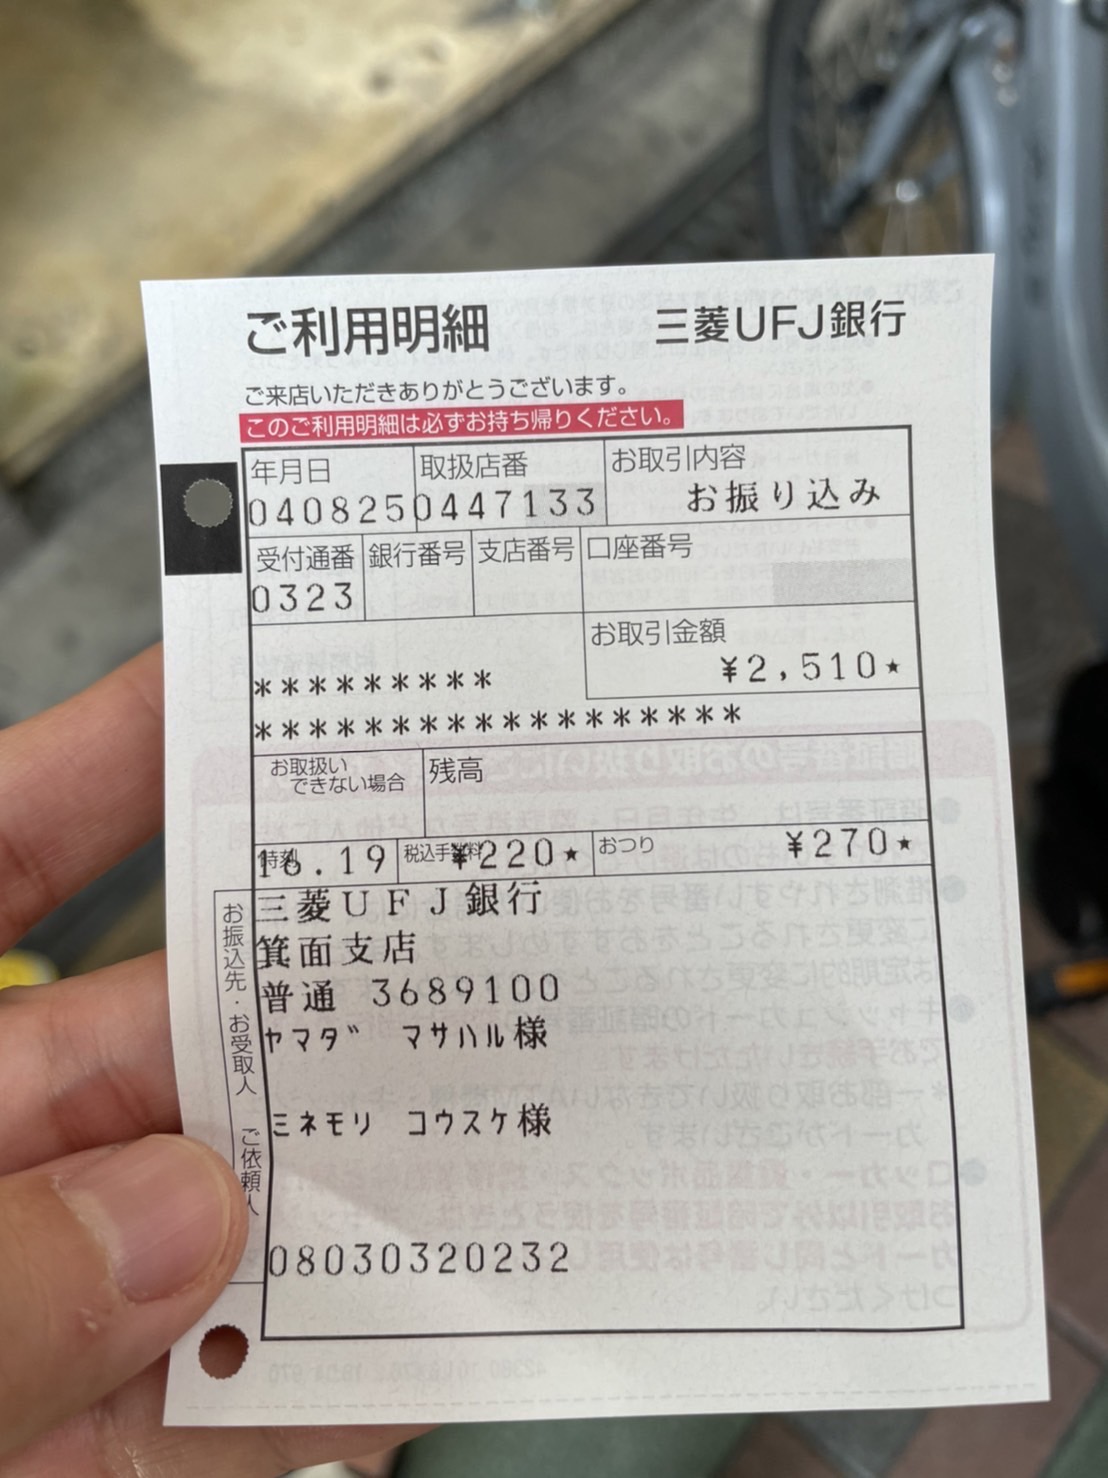 ご利用明細 三菱UFJ銀行
ご来店いただきありがとうございます。
このご利用明細は必ずお持ち帰りください。
年月日 取扱店番 お取引内容
040825 0447133 お振り込み
受付通番 銀行番号 支店番号 口座番号
0323
お取引金額
¥2,510★
*********
******************
お取扱い
できない場合 残高
時刻 税込手数料 おつり
16.19 ¥220★ ¥270★
お振込先・お受取人 ご依頼人
三菱UFJ銀行
箕面支店
普通 3689100
ヤマダ マサハル様
ミネモリ コウスケ様
08030320232